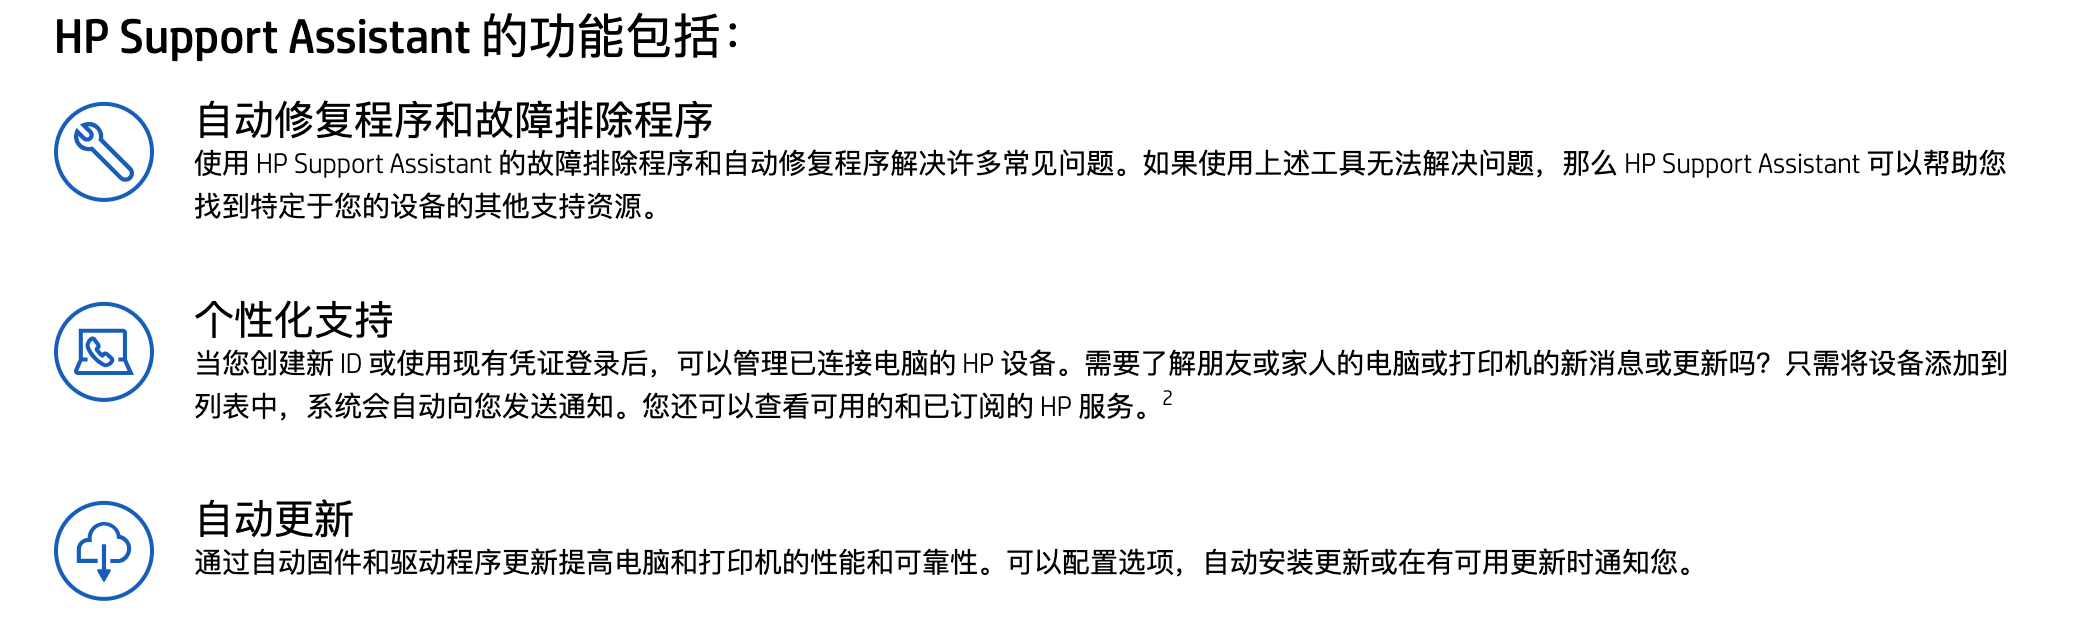 HP Support Assistant 的功能包括：
自动修复程序和故障排除程序
使用 HP Support Assistant 的故障排除程序和自动修复程序解决许多常见问题。如果使用上述工具无法解决问题，那么 HP Support Assistant 可以帮助您
找到特定于您的设备的其他支持资源。
个性化支持
当您创建新 ID 或使用现有凭证登录后，可以管理已连接电脑的 HP 设备。需要了解朋友或家人的电脑或打印机的新消息或更新吗？只需将设备添加到
列表中，系统会自动向您发送通知。您还可以查看可用的和已订阅的 HP 服务。²
自动更新
通过自动固件和驱动程序更新提高电脑和打印机的性能和可靠性。可以配置选项，自动安装更新或在有可用更新时通知您。